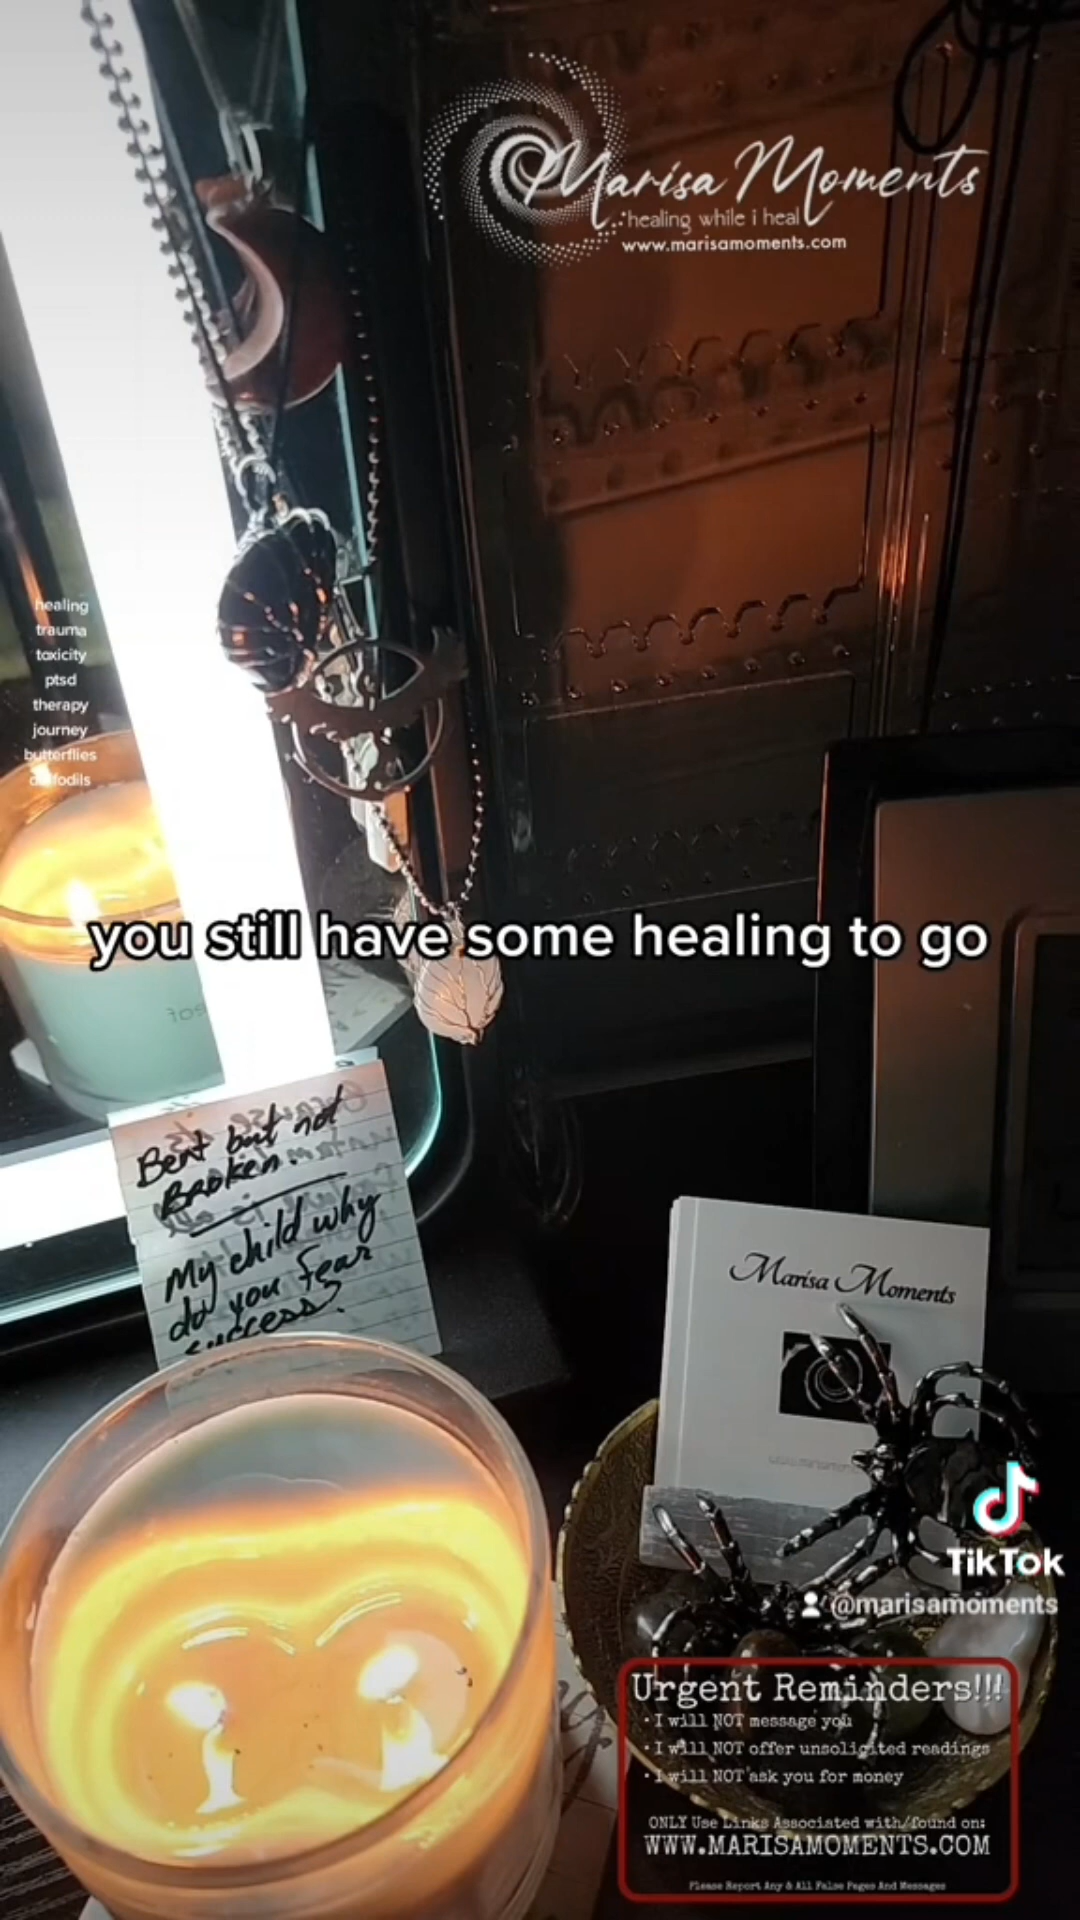 Marisa Moments
healing while i heal
www.marisamoments.com
healing
trauma
toxicity
ptsd
therapy
journey
butterflies
daffodils
you still have some healing to go
Bent but not
Broken.
My child why
do you fear
success?
Marisa Moments
TikTok
@marisamoments
Urgent Reminders!!!
· I will NOT message you
· I will NOT offer unsoligited readings
· I will NOT ask you for money
ONLY Use Links Associated with/found on:
WWW.MARISAMOMENTS.COM
Please Report Any & All False Pages And Messages